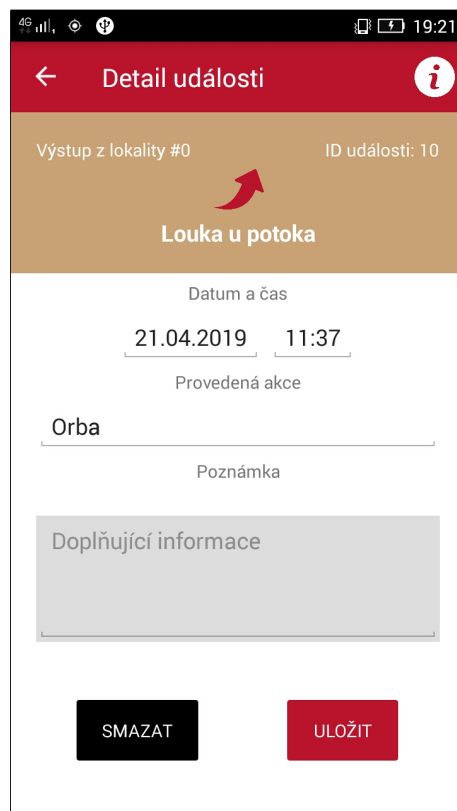 4G 19:21
Detail události i
Výstup z lokality #0 ID události: 10
Louka u potoka
Datum a čas
21.04.2019 11:37
Provedená akce
Orba
Poznámka
Doplňující informace
SMAZAT ULOŽIT